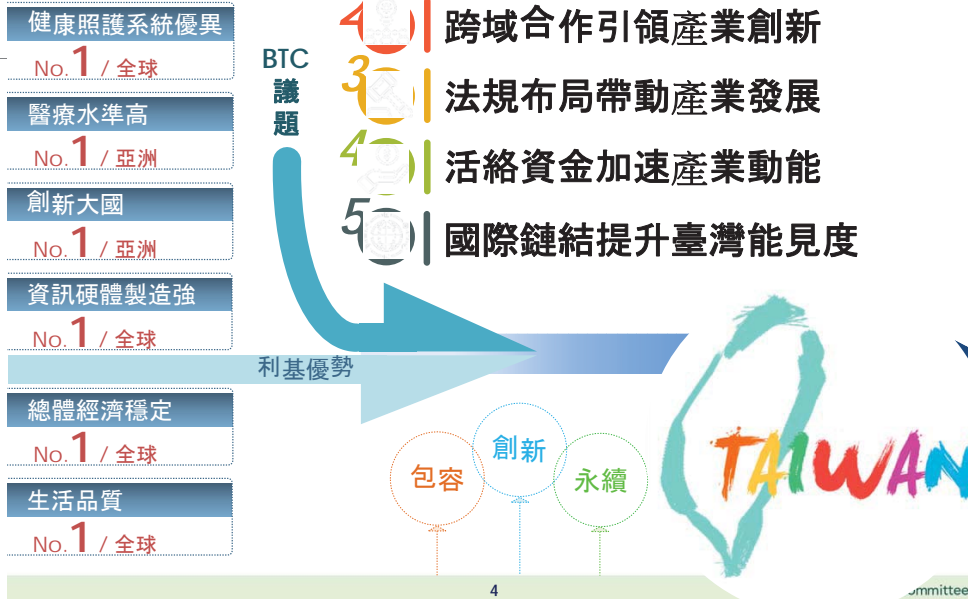 健康照護系統優異
No.1 / 全球
醫療水準高
No.1 / 亞洲
創新大國
No.1 / 亞洲
資訊硬體製造強
No.1 / 全球
總體經濟穩定
No.1 / 全球
生活品質
No.1 / 全球
BTC
議
題
利基優勢
4 跨域合作引領產業創新
3 法規布局帶動產業發展
4 活絡資金加速產業動能
5 國際鏈結提升臺灣能見度
包容
創新
永續
TAIWAN
4
ommittee